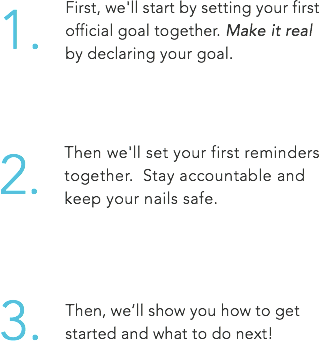 1.
First, we'll start by setting your first
official goal together. Make it real
by declaring your goal.
2.
Then we'll set your first reminders
together.  Stay accountable and
keep your nails safe.
3.
Then, we’ll show you how to get
started and what to do next!